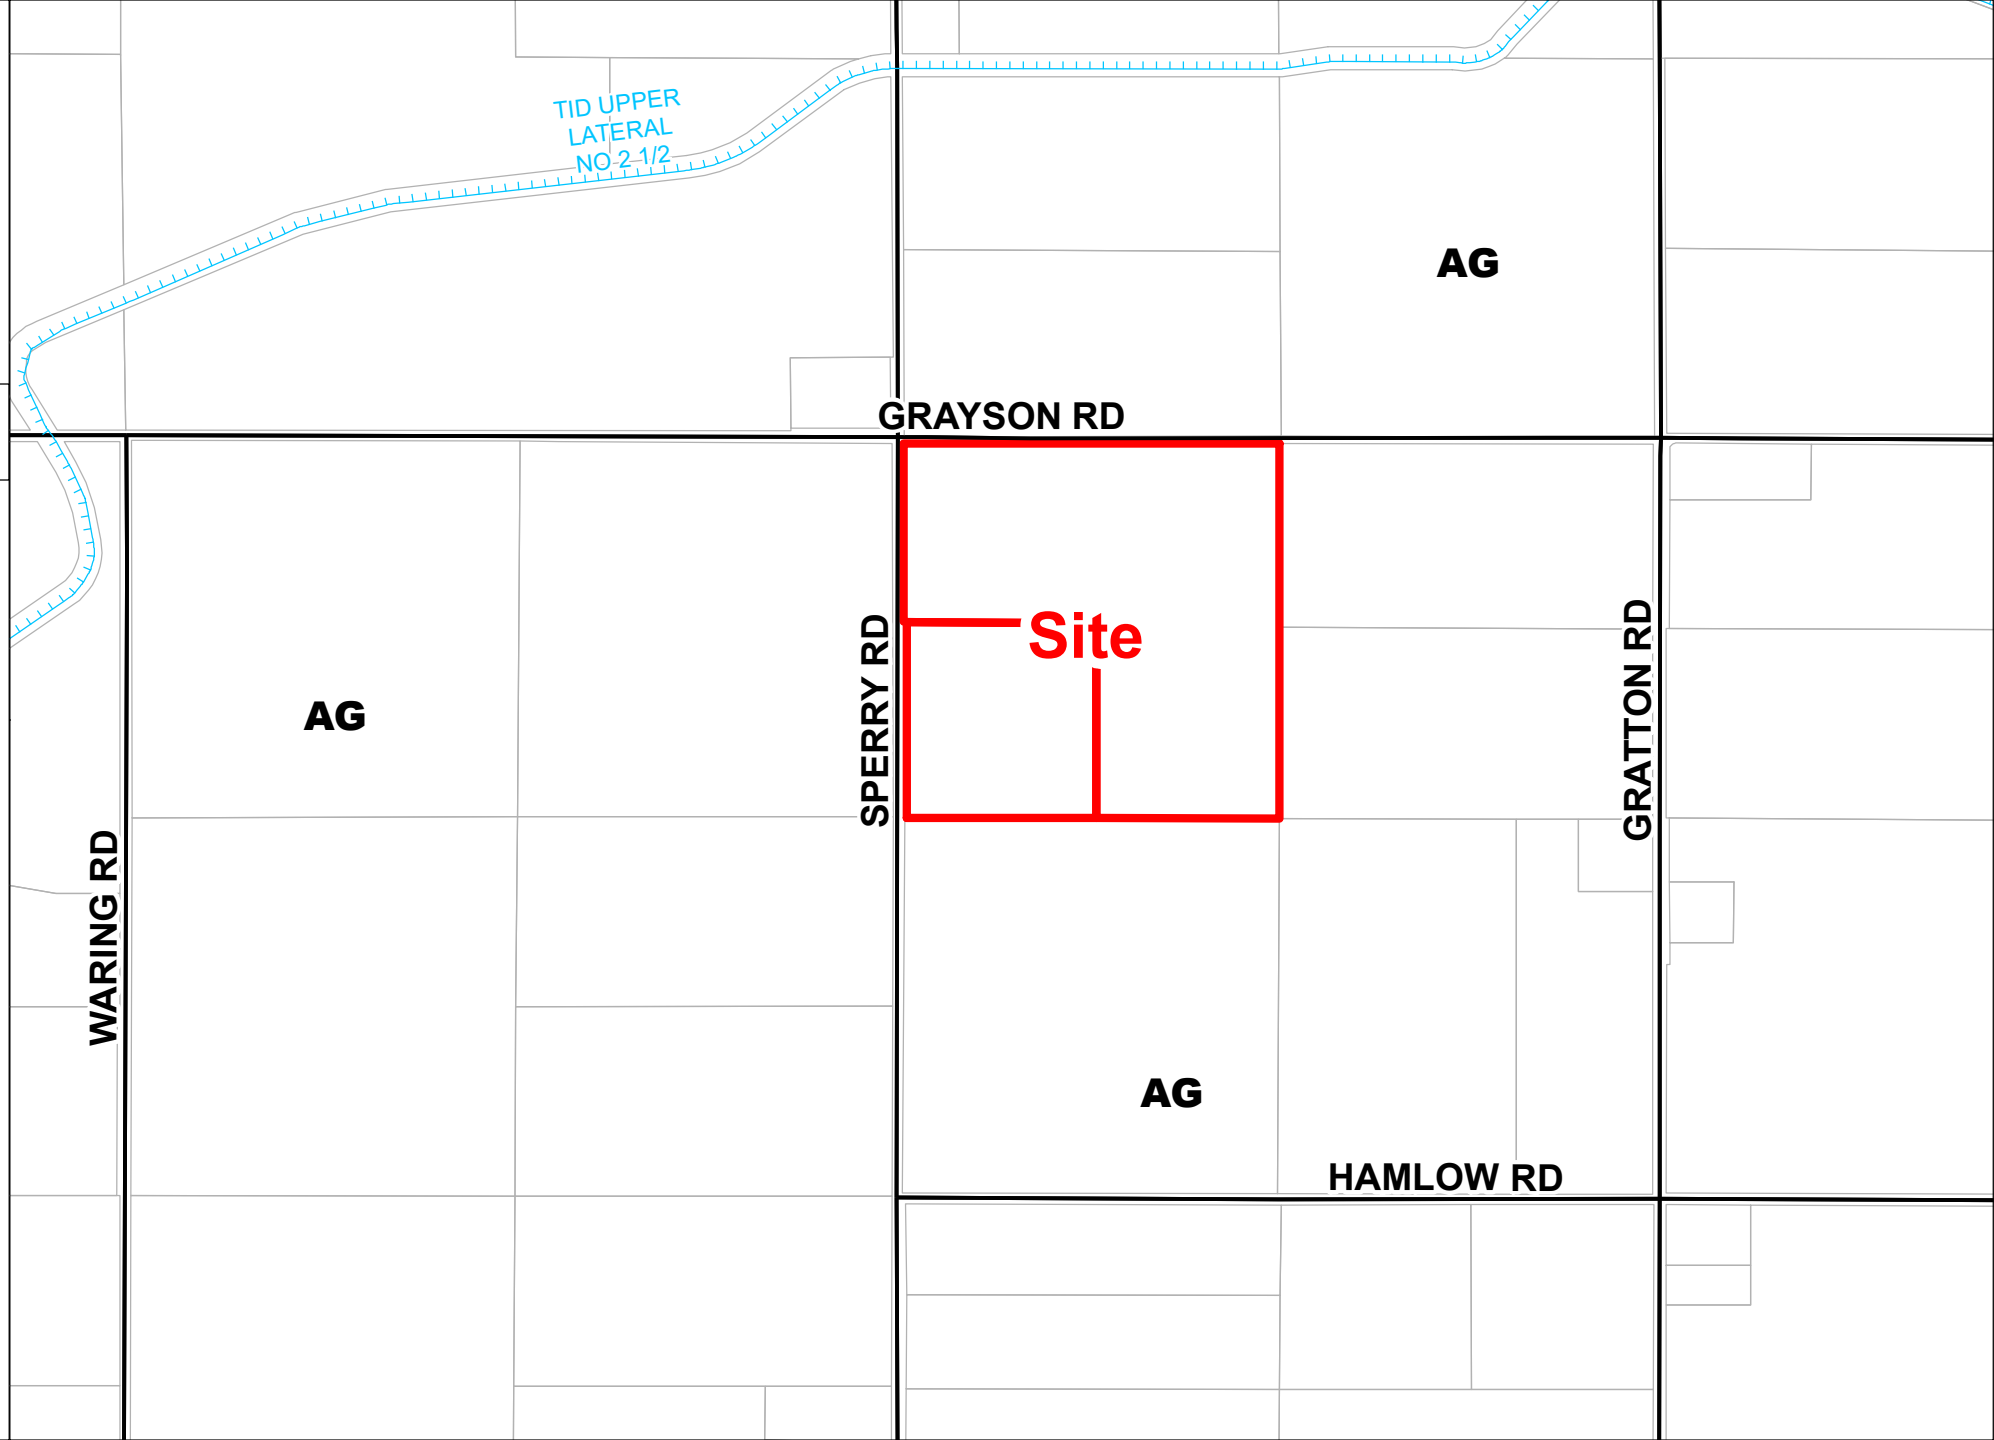 TID UPPER
LATERAL
NO 2 1/2
AG
GRAYSON RD
Site
SPERRY RD
GRATTON RD
AG
WARING RD
AG
HAMLOW RD